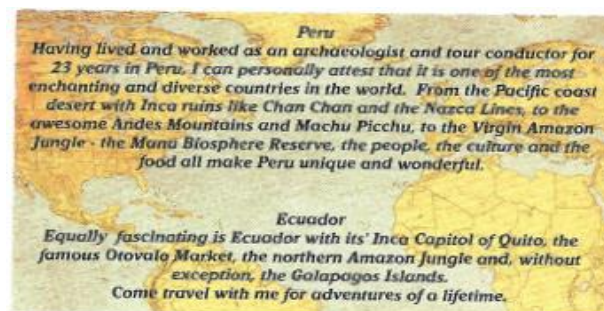 Peru
Having lived and worked as an archaeologist and tour conductor for
23 years in Peru, I can personally attest that it is one of the most
enchanting and diverse countries in the world. From the Pacific coast
desert with Inca ruins like Chan Chan and the Nazca Lines, to the
awesome Andes Mountains and Machu Picchu, to the Virgin Amazon
Jungle - the Manu Biosphere Reserve, the people, the culture and the
food all make Peru unique and wonderful.
Ecuador
Equally fascinating is Ecuador with its' Inca Capitol of Quito, the
famous Otovalo Market, the northern Amazon Jungle and, without
exception, the Galapagos Islands.
Come travel with me for adventures of a lifetime.